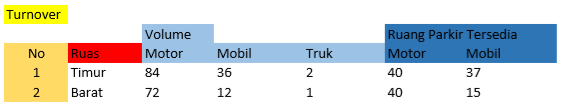 Turnover
Volume Ruang Parkir Tersedia
No Ruas Motor Mobil Truk Motor Mobil
1 Timur 84 36 2 40 37
2 Barat 72 12 1 40 15